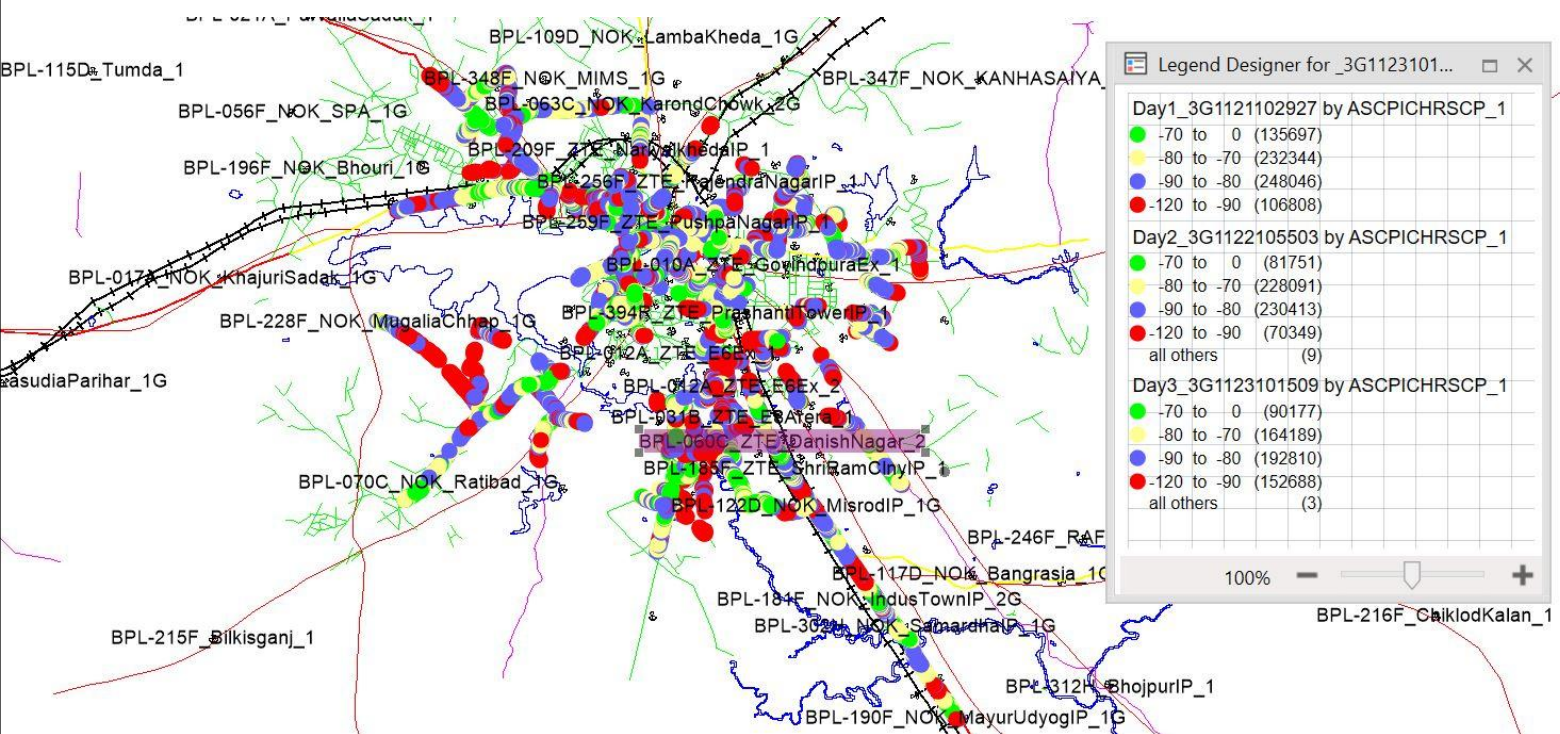 BPL-109D_NOK_LambaKheda_1G
BPL-115D_Tumda_1
BPL-348F_NOK_MIMS_1G
BPL-347F_NOK_KANHASAIYA_
BPL-056F_NOK_SPA_1G
BPL-063C_NOK_KarondChowk_2G
BPL-209F_ZTE_NariyalkhedaIP_1
BPL-196F_NOK_Bhouri_1G
BPL-256F_ZTE_RajendraNagarIP_1
BPL-259F_ZTE_PushpaNagarIP_1
BPL-010A_ZTE_GovindpuraEx_1
BPL-017A_NOK_KhajuriSadak_1G
BPL-394R_ZTE_PrashantiTowerIP_1
BPL-228F_NOK_MugaliaChhap_1G
BPL-012A_ZTE_E6Ex_1
asudiaParihar_1G
BPL-012A_ZTE_E6Ex_2
BPL-031B_ZTE_E8Arera_1
BPL-060C_ZTE_DanishNagar_2
BPL-185F_ZTE_ShriRamClnyIP_1
BPL-070C_NOK_Ratibad_1G
BPL-122D_NOK_MisrodIP_1G
BPL-246F_RAF
BPL-117D_NOK_Bangrasia_1G
BPL-181F_NOK_IndusTownIP_2G
BPL-302H_NOK_SamardhaIP_1G
BPL-216F_ChiklodKalan_1
BPL-215F_Bilkisganj_1
BPL-312H_BhojpurIP_1
BPL-190F_NOK_MayurUdyogIP_1G
Legend Designer for _3G1123101...
Day1_3G1121102927 by ASCPICHRSCP_1
-70 to 0 (135697)
-80 to -70 (232344)
-90 to -80 (248046)
-120 to -90 (106808)
Day2_3G1122105503 by ASCPICHRSCP_1
-70 to 0 (81751)
-80 to -70 (228091)
-90 to -80 (230413)
-120 to -90 (70349)
all others (9)
Day3_3G1123101509 by ASCPICHRSCP_1
-70 to 0 (90177)
-80 to -70 (164189)
-90 to -80 (192810)
-120 to -90 (152688)
all others (3)
100%